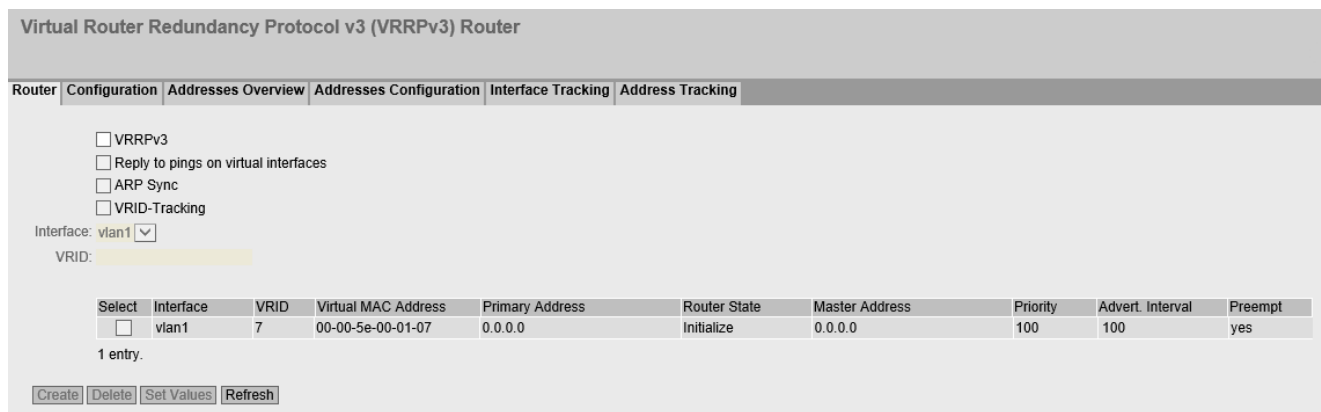 Virtual Router Redundancy Protocol v3 (VRRPv3) Router
Router Configuration Addresses Overview Addresses Configuration Interface Tracking Address Tracking
VRRPv3
Reply to pings on virtual interfaces
ARP Sync
VRID-Tracking
Interface: vlan1
VRID:
Select Interface VRID Virtual MAC Address Primary Address Router State Master Address Priority Advert. Interval Preempt
vlan1 7 00-00-5e-00-01-07 0.0.0.0 Initialize 0.0.0.0 100 100 yes
1 entry.
Create Delete Set Values Refresh